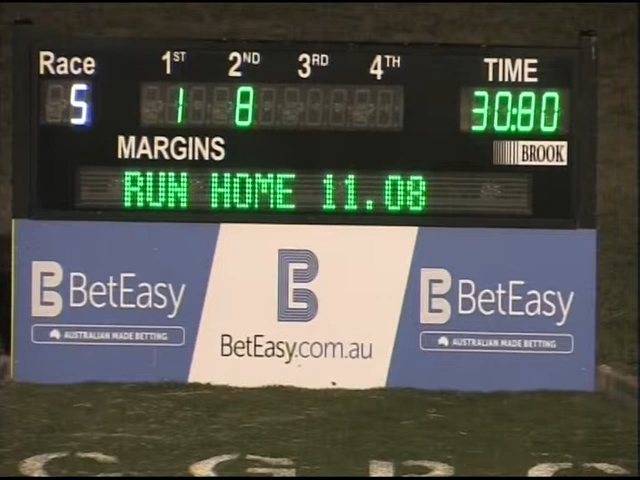 Race 1ST 2ND 3RD 4TH TIME
5 1 8 30:80
MARGINS BROOK
RUN HOME 11.08
BetEasy BetEasy
AUSTRALIAN MADE BETTING AUSTRALIAN MADE BETTING
BetEasy.com.au